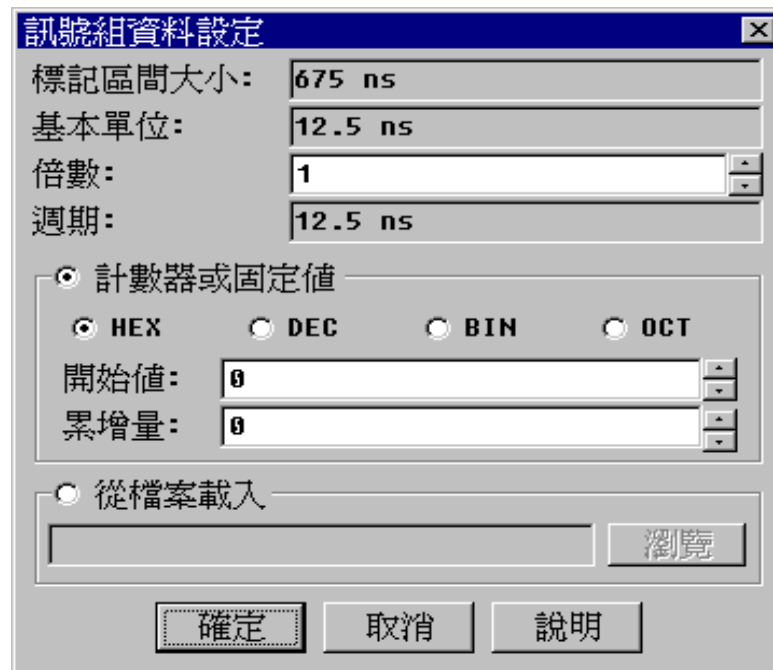 訊號組資料設定
標記區間大小: 675 ns
基本單位: 12.5 ns
倍數: 1
週期: 12.5 ns
計數器或固定值
HEX DEC BIN OCT
開始值: 0
累增量: 0
從檔案載入
瀏覽
確定 取消 說明